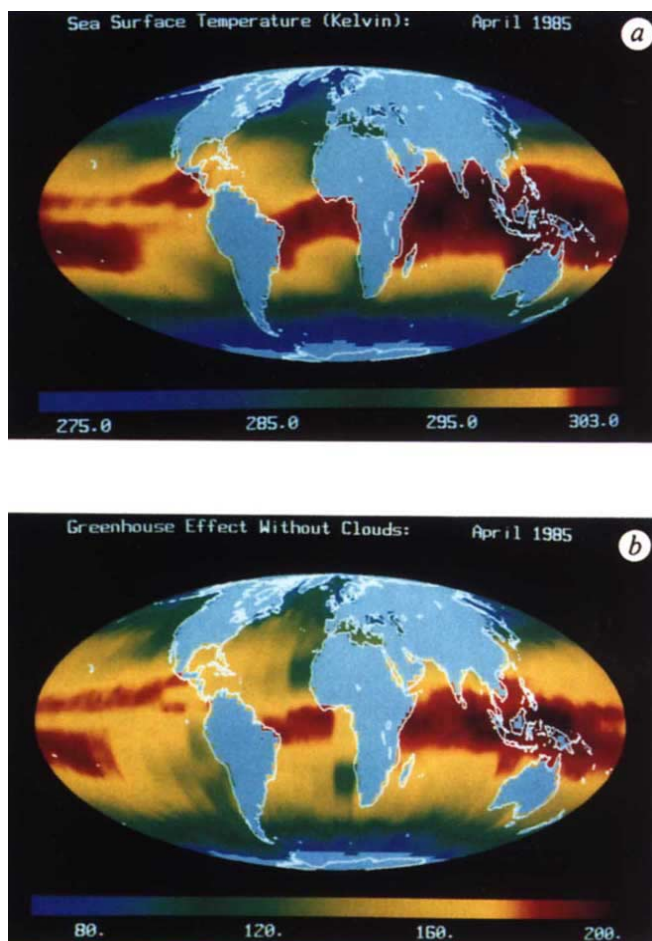 Sea Surface Temperature (Kelvin): April 1985 a
275.0 285.0 295.0 303.0
Greenhouse Effect Without Clouds: April 1985 b
80. 120. 160. 200.